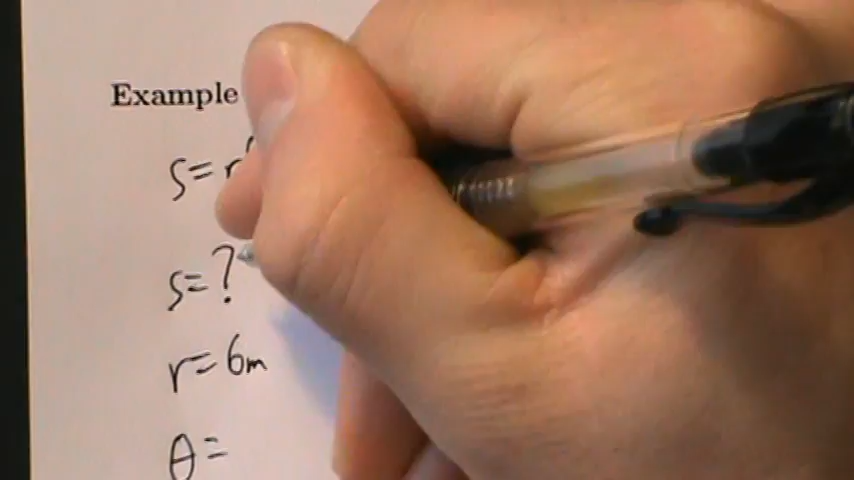 Example
s=r
s=?
r=6m
θ=